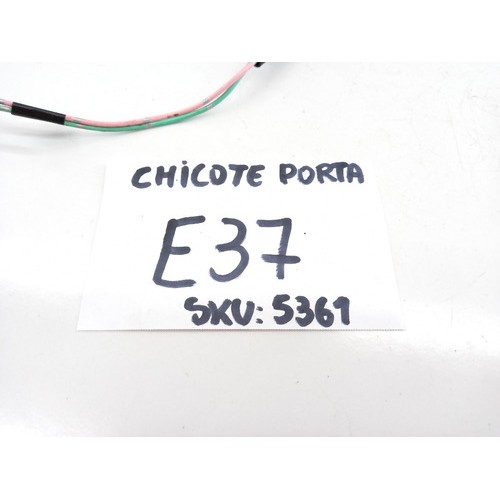 CHICOTE PORTA
E37
SKU: 5361